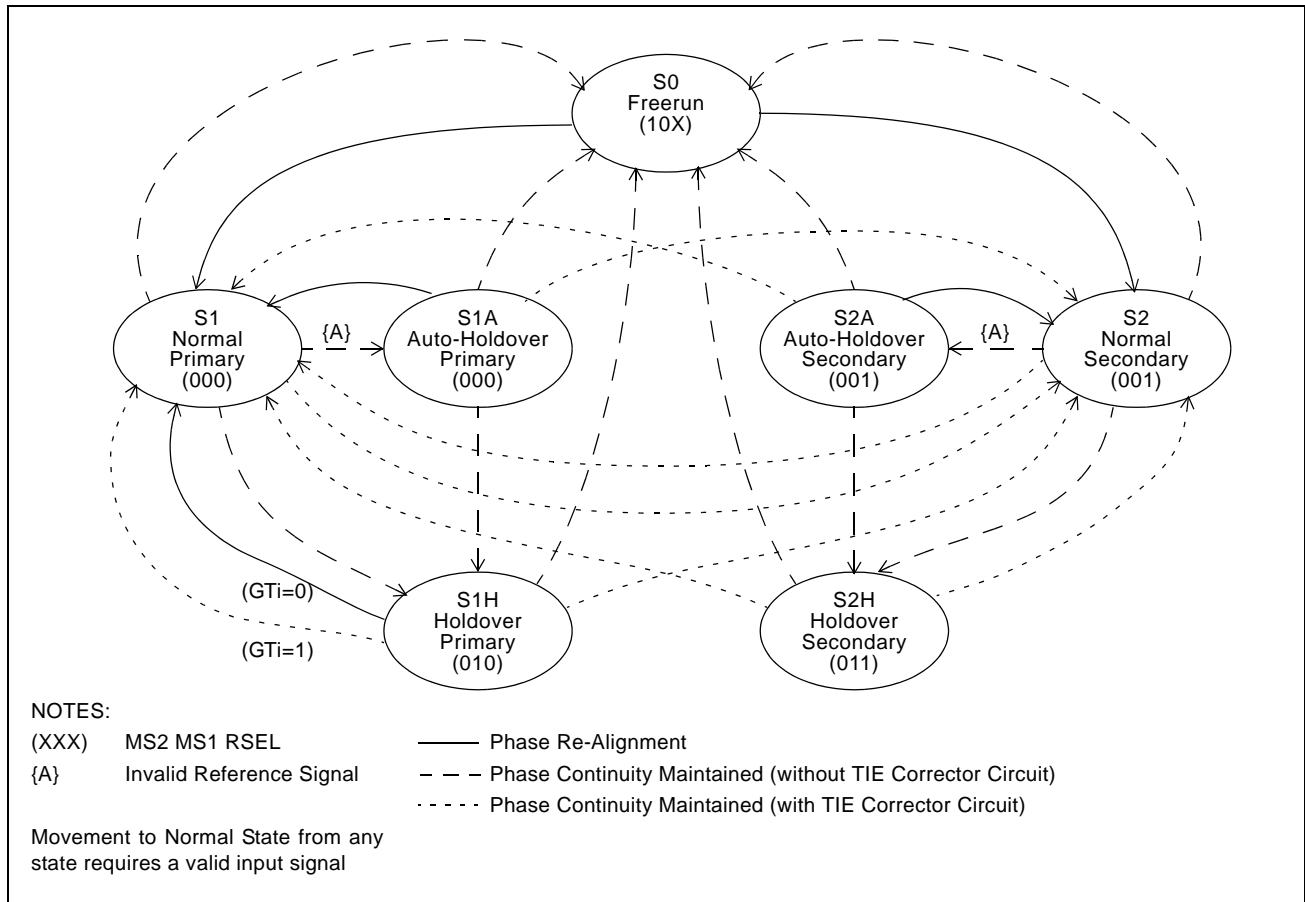 S0
Freerun
(10X)
S1
Normal
Primary
(000)
{A}
S1A
Auto-Holdover
Primary
(000)
S2A
Auto-Holdover
Secondary
(001)
{A}
S2
Normal
Secondary
(001)
(GTi=0)
(GTi=1)
S1H
Holdover
Primary
(010)
S2H
Holdover
Secondary
(011)
NOTES:
(XXX) MS2 MS1 RSEL
{A} Invalid Reference Signal
Phase Re-Alignment
Phase Continuity Maintained (without TIE Corrector Circuit)
Phase Continuity Maintained (with TIE Corrector Circuit)
Movement to Normal State from any
state requires a valid input signal